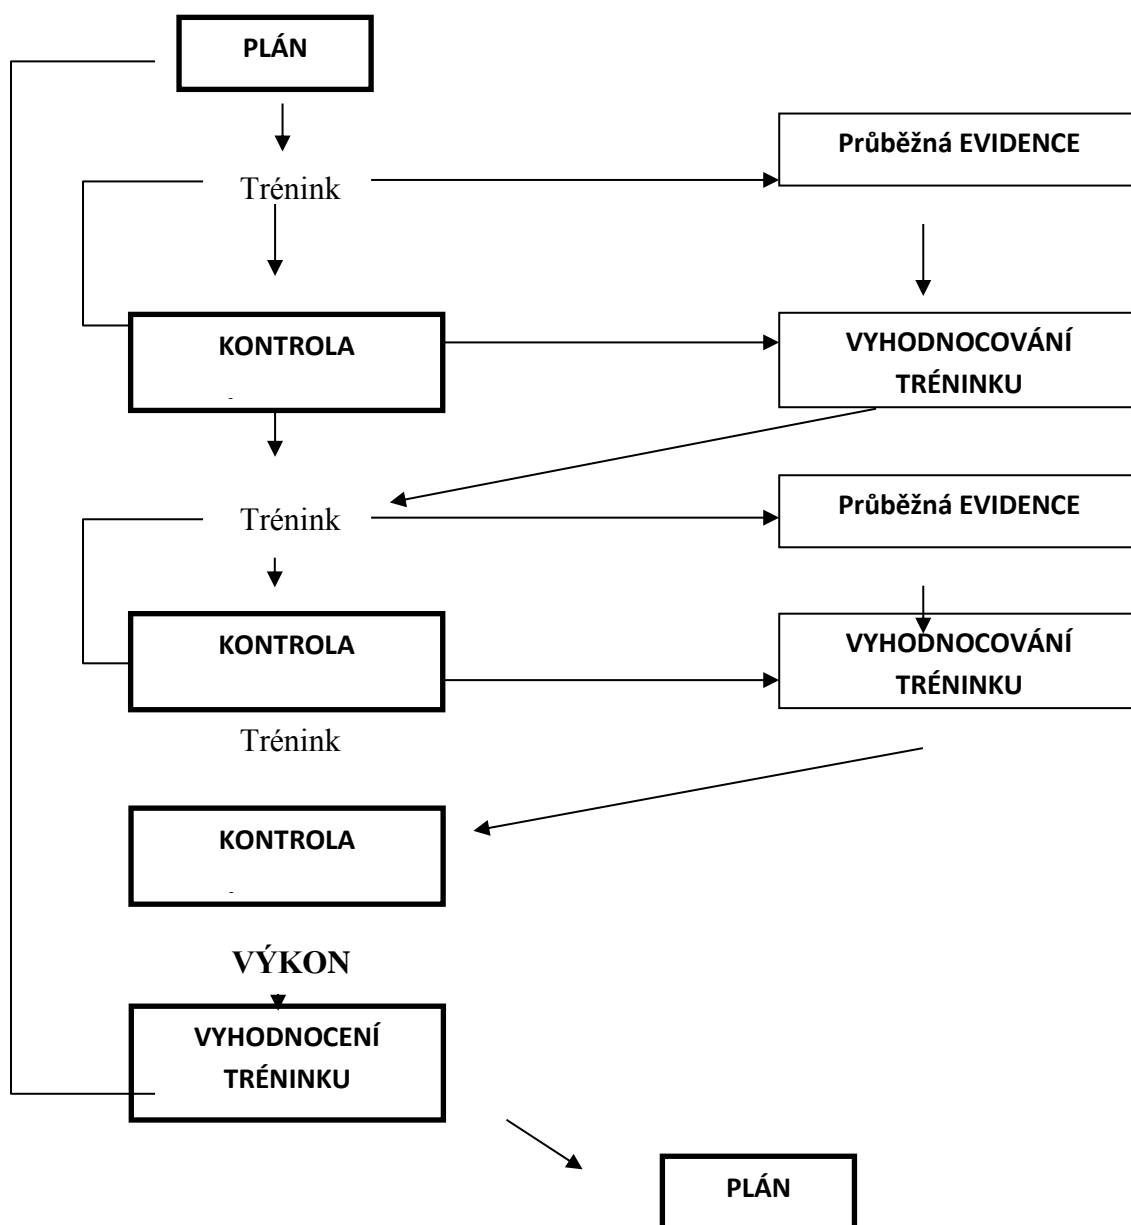 PLÁN
Průběžná EVIDENCE
Trénink
KONTROLA
VYHODNOCOVÁNÍ
TRÉNINKU
Trénink
Průběžná EVIDENCE
KONTROLA
VYHODNOCOVÁNÍ
TRÉNINKU
Trénink
KONTROLA
VÝKON
VYHODNOCENÍ
TRÉNINKU
PLÁN